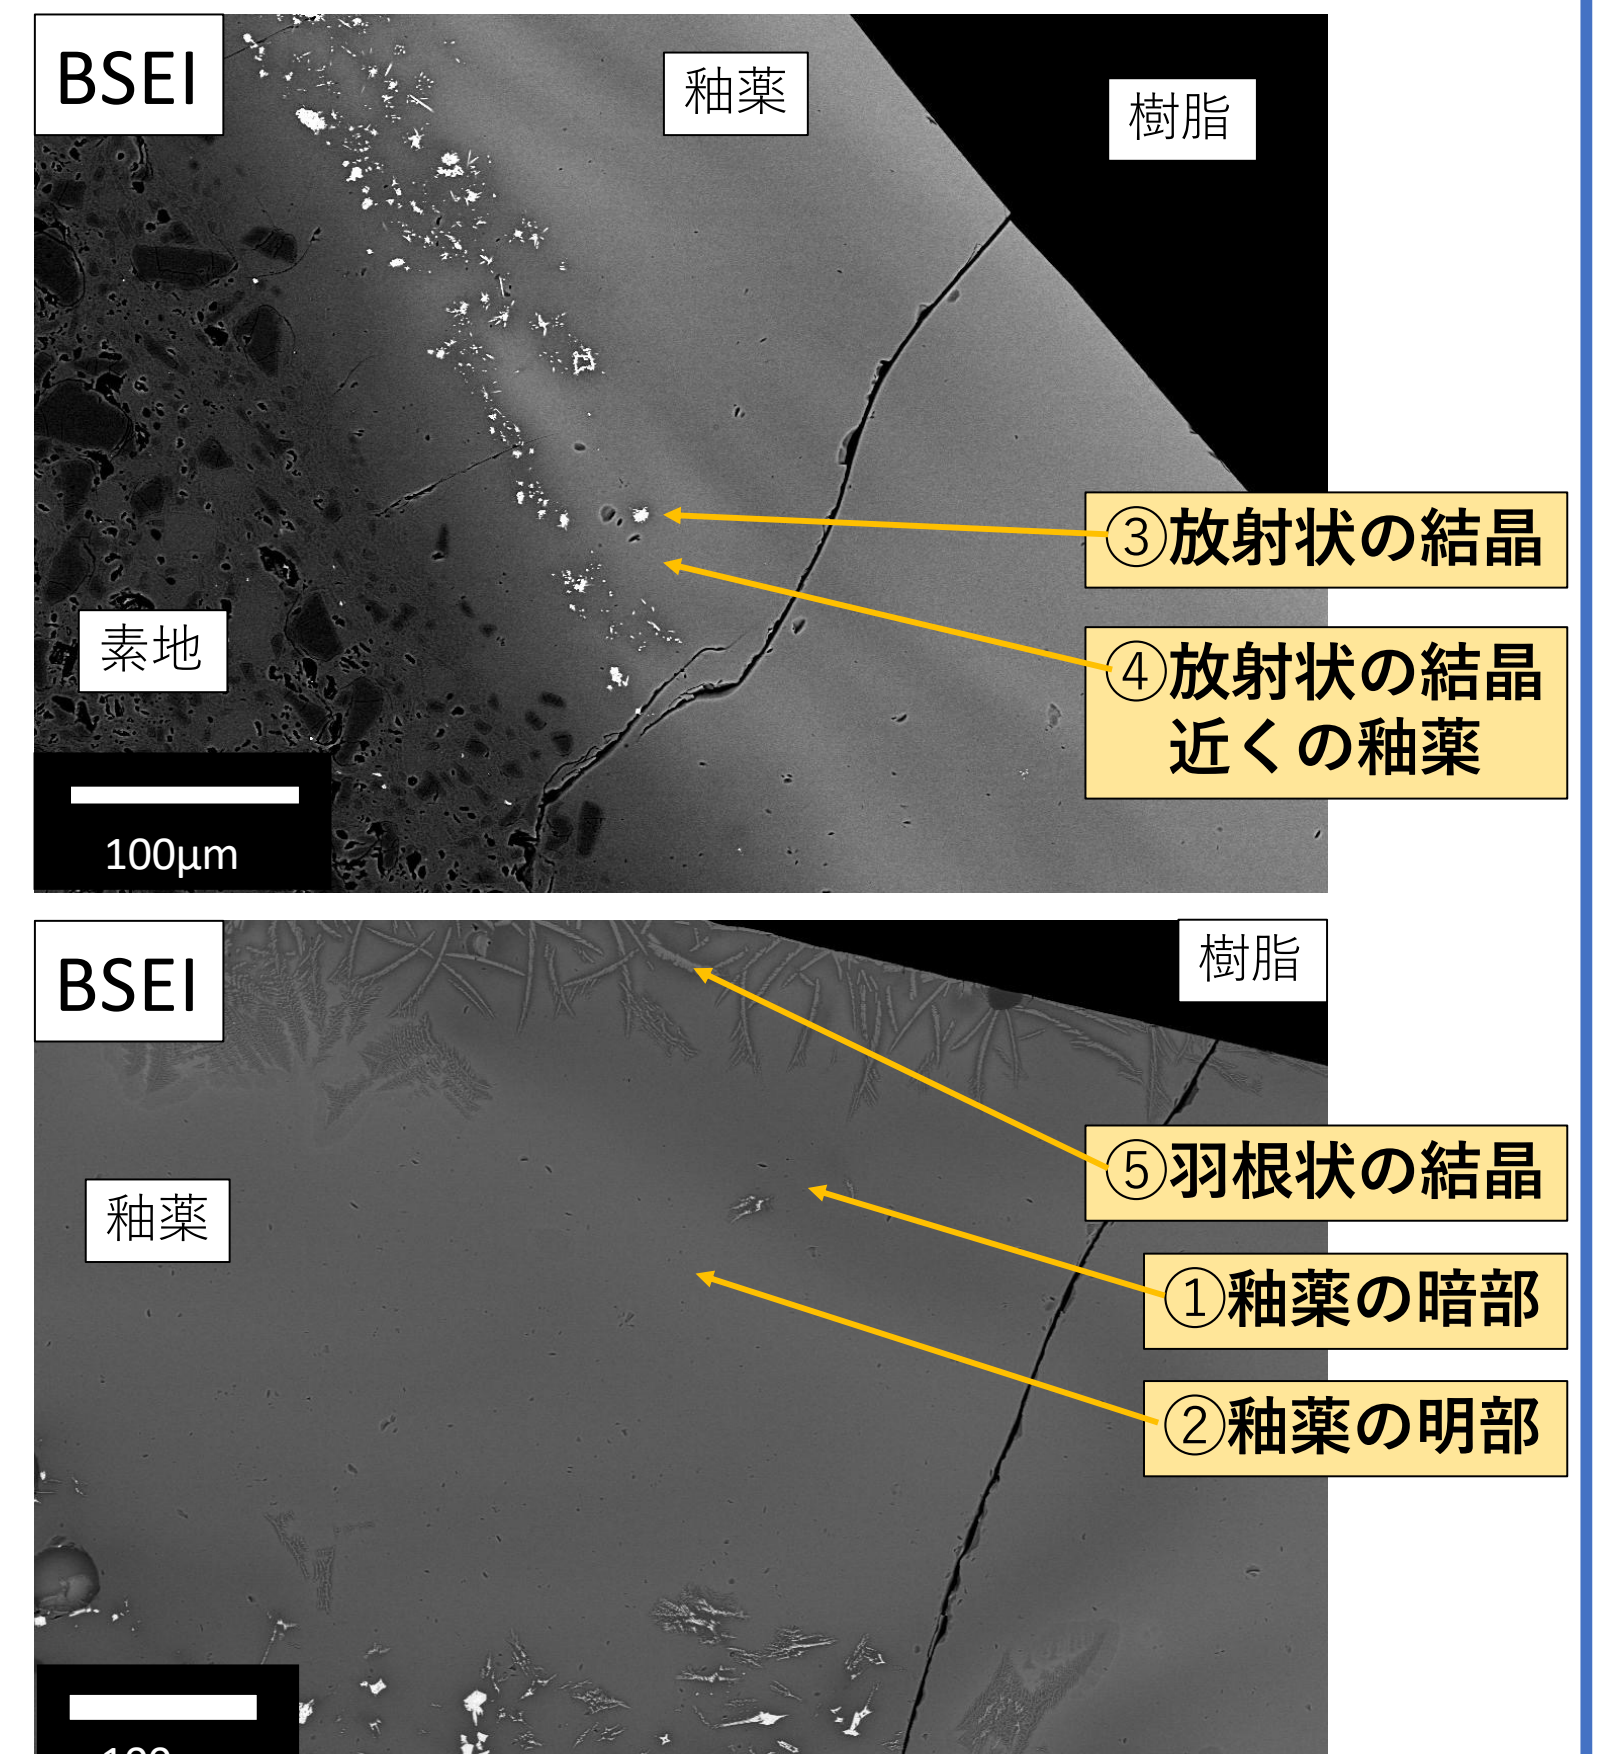 BSEI
釉薬
樹脂
③放射状の結晶
④放射状の結晶
近くの釉薬
素地
100μm
BSEI
樹脂
⑤羽根状の結晶
釉薬
①釉薬の暗部
②釉薬の明部